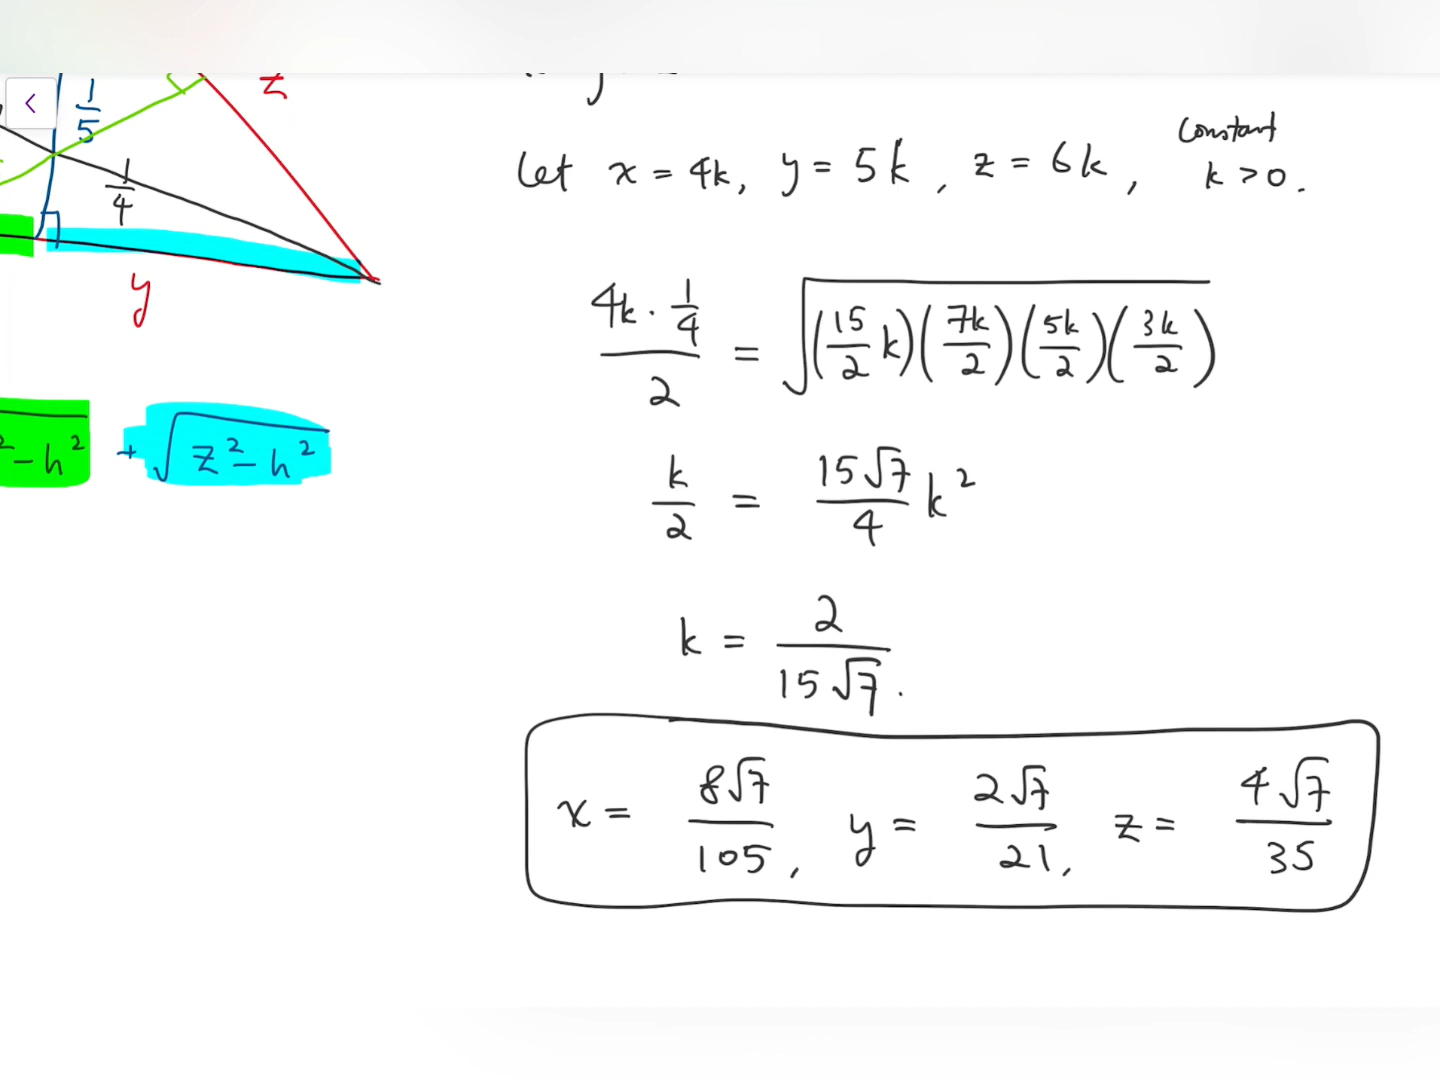 z
1/5
1/4
y
² − h² + √(z² − h²)
constant
Let x = 4k, y = 5k, z = 6k, k > 0.
(4k · 1/4)/2 = √((15/2 k)(7k/2)(5k/2)(3k/2))
k/2 = 15√7/4 k²
k = 2/(15√7).
x = 8√7/105, y = 2√7/21, z = 4√7/35